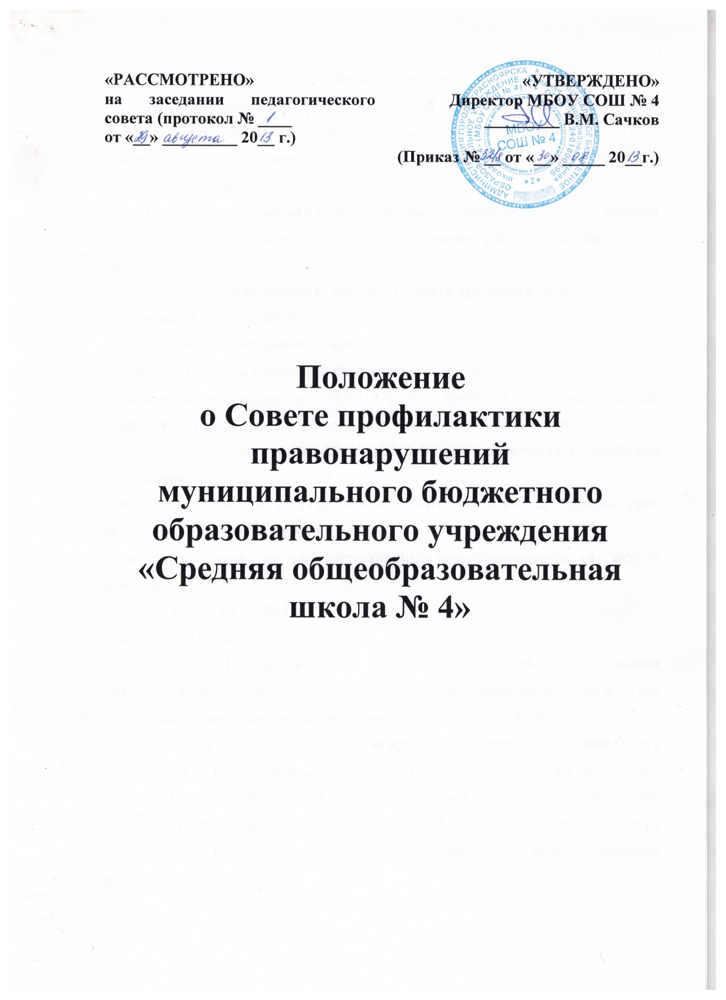 «РАССМОТРЕНО»
на заседании педагогического
совета (протокол № 1
от «29» августа 2013 г.)
«УТВЕРЖДЕНО»
Директор МБОУ СОШ № 4
В.М. Сачков
(Приказ № от «30» 08 2013г.)
МБОУ
СОШ № 4
Положение
о Совете профилактики
правонарушений
муниципального бюджетного
образовательного учреждения
«Средняя общеобразовательная
школа № 4»